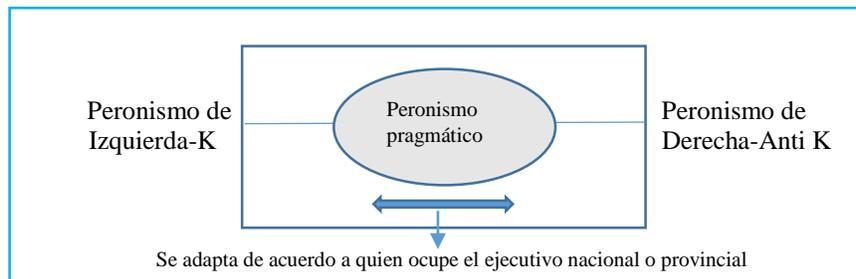 Peronismo de
Izquierda-K
Peronismo
pragmático
Peronismo de
Derecha-Anti K
Se adapta de acuerdo a quien ocupe el ejecutivo nacional o provincial